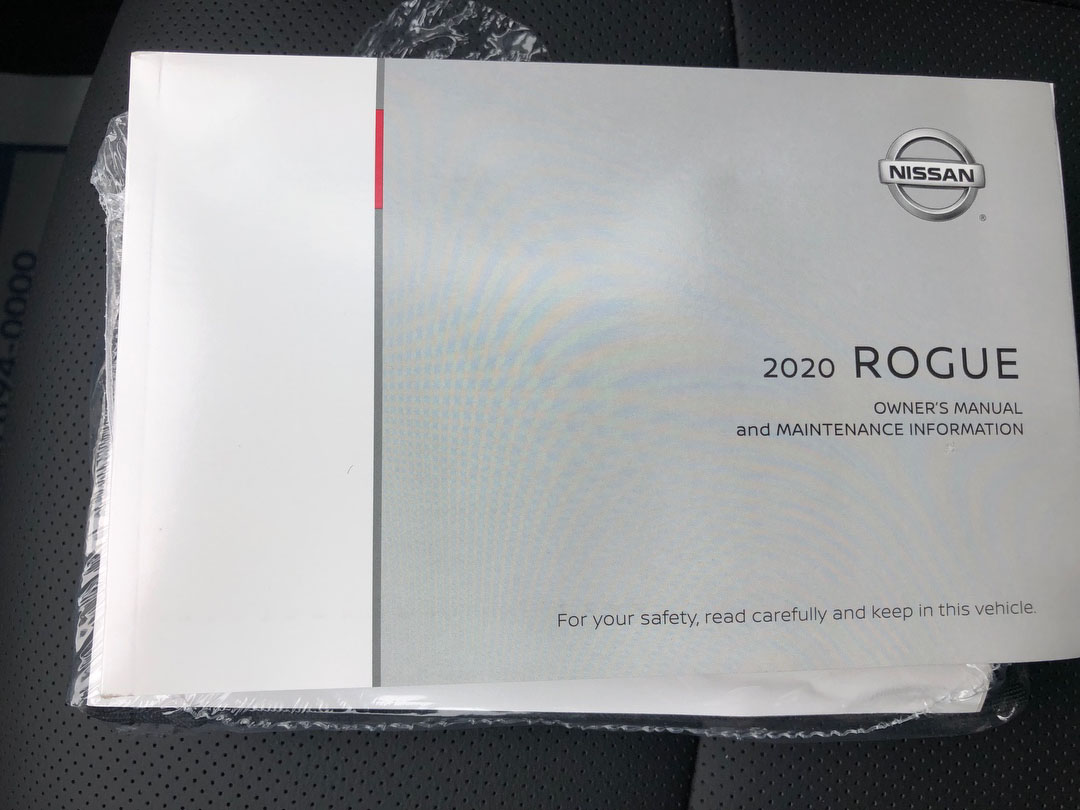 NISSAN
®
2020 ROGUE
OWNER'S MANUAL
and MAINTENANCE INFORMATION
For your safety, read carefully and keep in this vehicle.